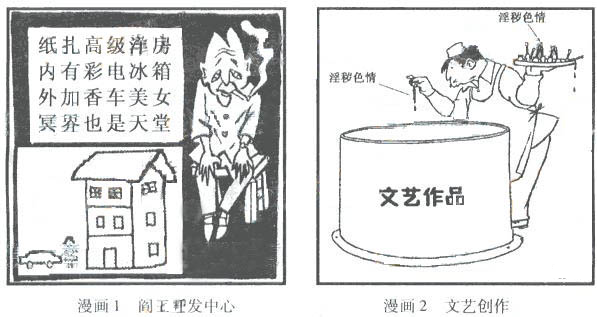 纸扎高级洋房
内有彩电冰箱
外加香车美女
冥界也是天堂
漫画1 阎王开发中心
淫秽色情
淫秽色情
文艺作品
漫画2 文艺创作